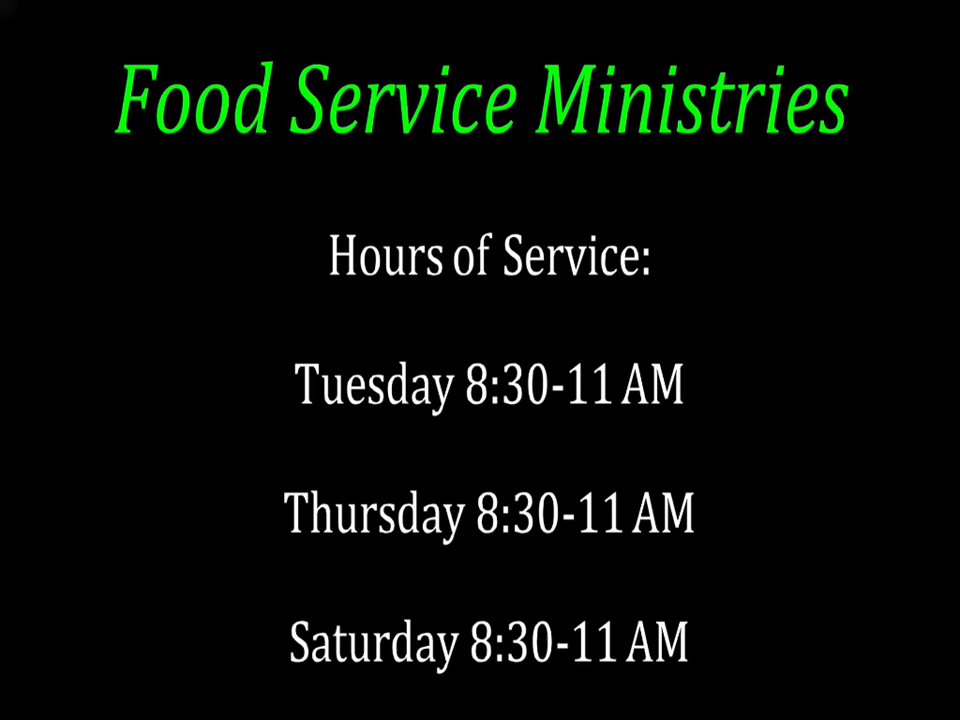 Food Service Ministries
Hours of Service:
Tuesday 8:30-11 AM
Thursday 8:30-11 AM
Saturday 8:30-11 AM